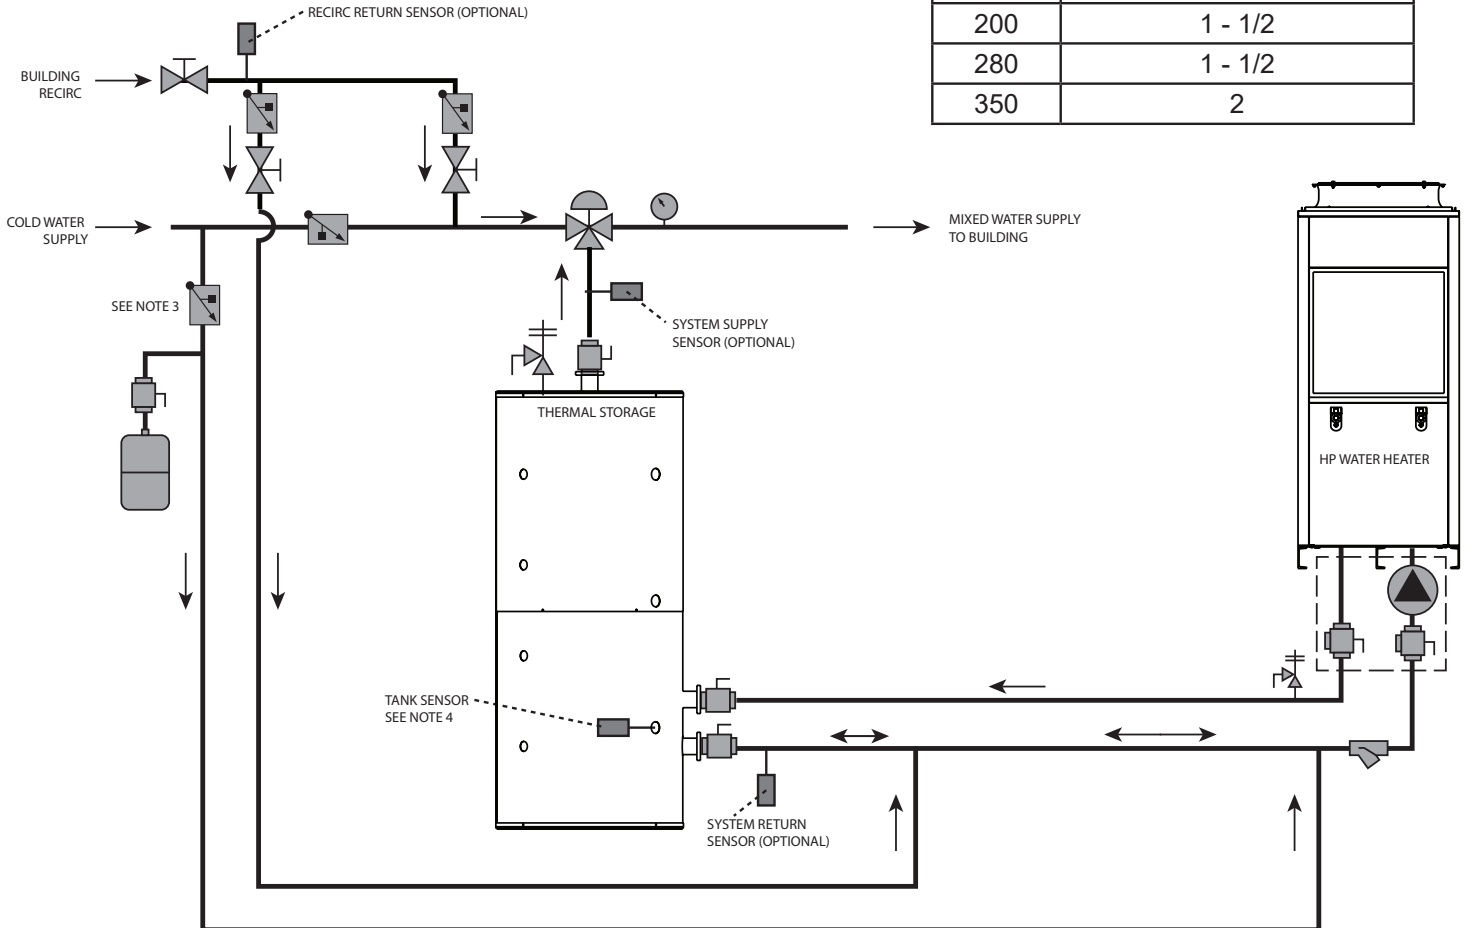 RECIRC RETURN SENSOR (OPTIONAL)
200 1 - 1/2
280 1 - 1/2
350 2
BUILDING
RECIRC
COLD WATER
SUPPLY
MIXED WATER SUPPLY
TO BUILDING
SEE NOTE 3
SYSTEM SUPPLY
SENSOR (OPTIONAL)
THERMAL STORAGE
HP WATER HEATER
TANK SENSOR
SEE NOTE 4
SYSTEM RETURN
SENSOR (OPTIONAL)